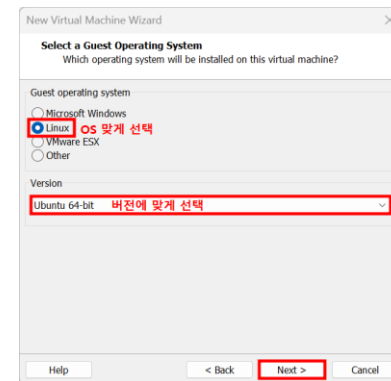 New Virtual Machine Wizard
Select a Guest Operating System
Which operating system will be installed on this virtual machine?
Guest operating system
Microsoft Windows
Linux OS 맞게 선택
VMware ESX
Other
Version
Ubuntu 64-bit 버전에 맞게 선택
Help < Back Next > Cancel